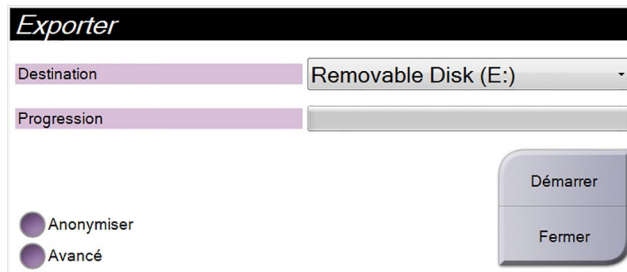 Exporter
Destination
Removable Disk (E:)
Progression
Démarrer
Anonymiser
Fermer
Avancé